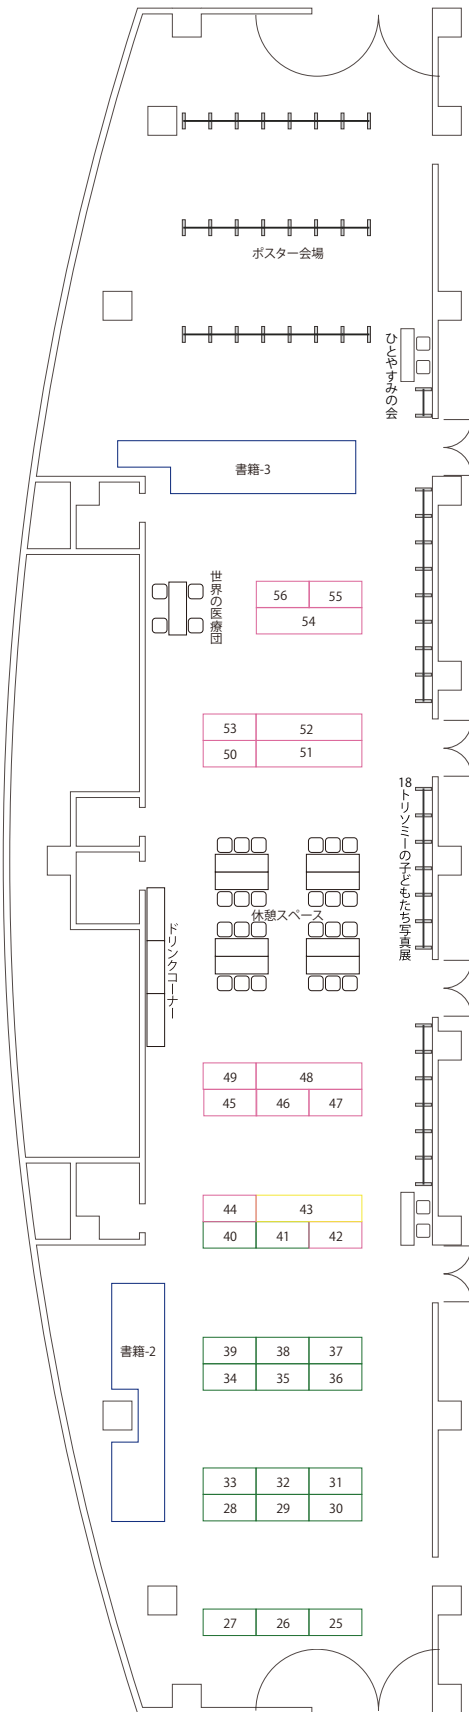 ポスター会場
ひとやすみの会
書籍-3
世界の医療団
56 55
54
53 52
50 51
18トリソミーの子どもたち写真展
休憩スペース
ドリンクコーナー
49 48
45 46 47
44 43
40 41 42
書籍-2
39 38 37
34 35 36
33 32 31
28 29 30
27 26 25